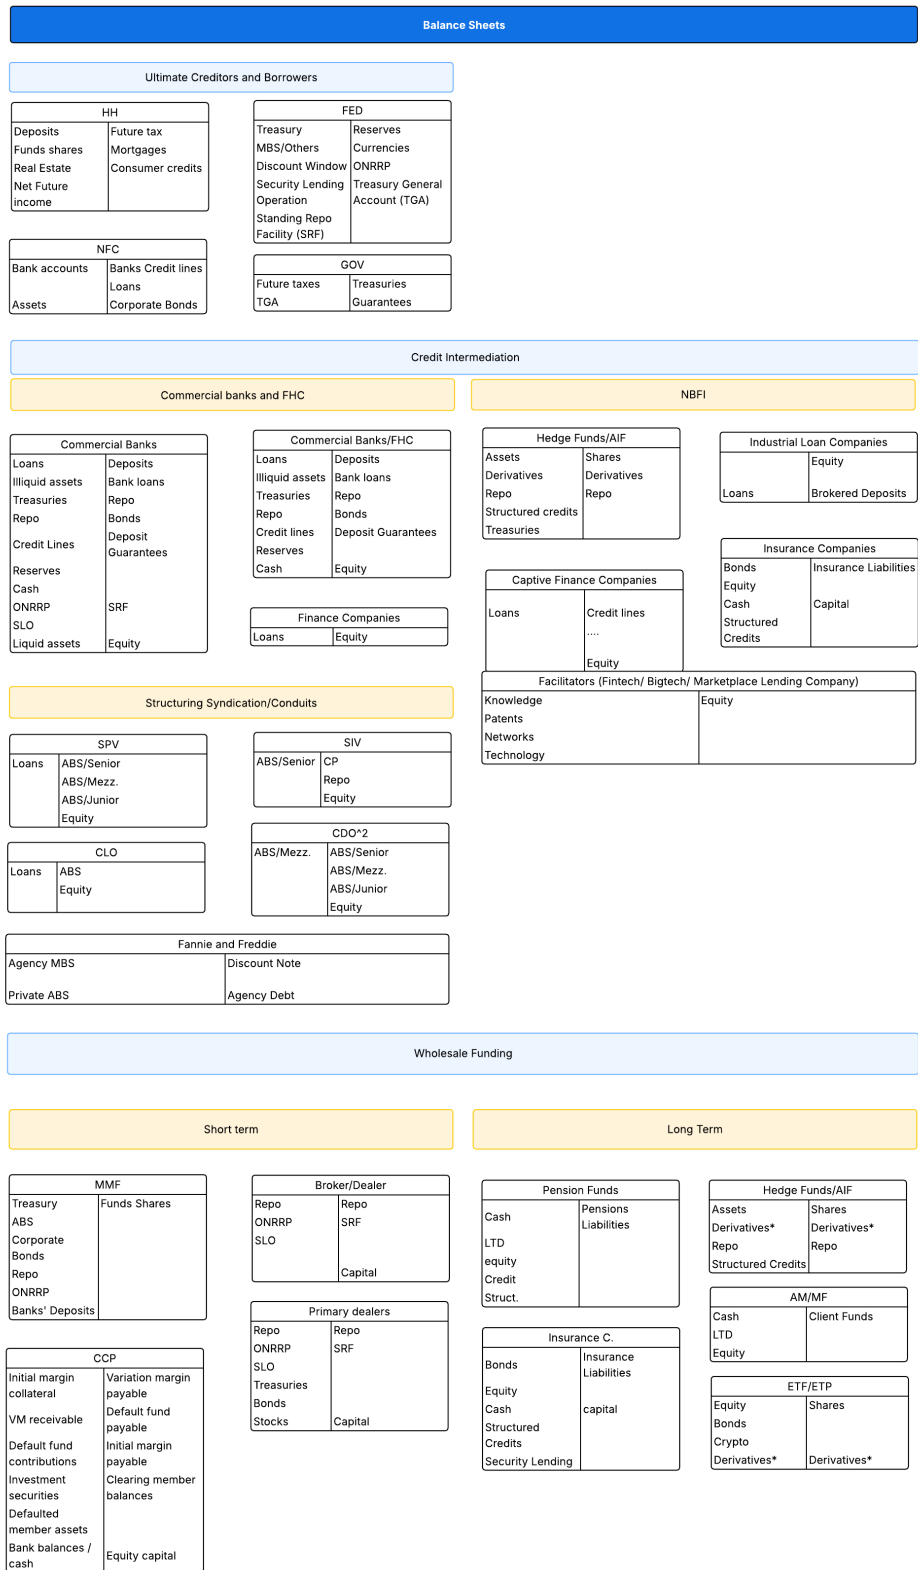 Balance Sheets
Ultimate Creditors and Borrowers
HH
Deposits
Future tax
Funds shares
Mortgages
Real Estate
Consumer credits
Net Future
income
FED
Treasury
Reserves
MBS/Others
Currencies
Discount Window
ONRRP
Security Lending
Operation
Treasury General
Account (TGA)
Standing Repo
Facility (SRF)
NFC
Bank accounts
Banks Credit lines
Loans
Assets
Corporate Bonds
GOV
Future taxes
Treasuries
TGA
Guarantees
Credit Intermediation
Commercial banks and FHC
NBFI
Commercial Banks
Loans
Deposits
Illiquid assets
Bank loans
Treasuries
Repo
Repo
Bonds
Credit Lines
Deposit
Guarantees
Reserves
Cash
ONRRP
SRF
SLO
Liquid assets
Equity
Commercial Banks/FHC
Loans
Deposits
Illiquid assets
Bank loans
Treasuries
Repo
Repo
Bonds
Credit lines
Deposit Guarantees
Reserves
Cash
Equity
Finance Companies
Loans
Equity
Hedge Funds/AIF
Assets
Shares
Derivatives
Derivatives
Repo
Repo
Structured credits
Treasuries
Industrial Loan Companies
Equity
Loans
Brokered Deposits
Captive Finance Companies
Loans
Credit lines
....
Equity
Insurance Companies
Bonds
Insurance Liabilities
Equity
Cash
Capital
Structured
Credits
Facilitators (Fintech/ Bigtech/ Marketplace Lending Company)
Knowledge
Equity
Patents
Networks
Technology
Structuring Syndication/Conduits
SPV
Loans
ABS/Senior
ABS/Mezz.
ABS/Junior
Equity
SIV
ABS/Senior
CP
Repo
Equity
CLO
Loans
ABS
Equity
CDO^2
ABS/Mezz.
ABS/Senior
ABS/Mezz.
ABS/Junior
Equity
Fannie and Freddie
Agency MBS
Discount Note
Private ABS
Agency Debt
Wholesale Funding
Short term
Long Term
MMF
Treasury
Funds Shares
ABS
Corporate
Bonds
Repo
ONRRP
Banks' Deposits
Broker/Dealer
Repo
Repo
ONRRP
SRF
SLO
Capital
Primary dealers
Repo
Repo
ONRRP
SRF
SLO
Treasuries
Bonds
Stocks
Capital
CCP
Initial margin
collateral
Variation margin
payable
VM receivable
Default fund
payable
Default fund
contributions
Initial margin
payable
Investment
securities
Clearing member
balances
Defaulted
member assets
Bank balances /
cash
Equity capital
Pension Funds
Cash
Pensions
Liabilities
LTD
equity
Credit
Struct.
Insurance C.
Bonds
Insurance
Liabilities
Equity
Cash
capital
Structured
Credits
Security Lending
Hedge Funds/AIF
Assets
Shares
Derivatives*
Derivatives*
Repo
Repo
Structured Credits
AM/MF
Cash
Client Funds
LTD
Equity
ETF/ETP
Equity
Shares
Bonds
Crypto
Derivatives*
Derivatives*